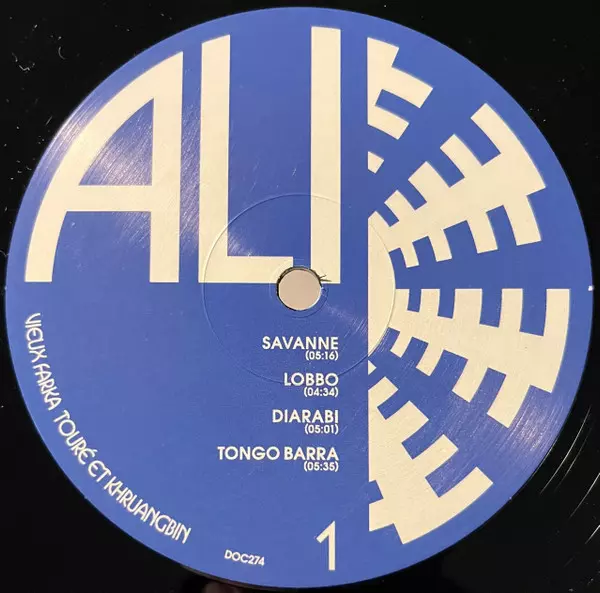 ALI
SAVANNE
(05:16)
LOBBO
(04:34)
DIARABI
(05:01)
TONGO BARRA
(05:35)
VIEUX FARKA TOURÉ ET KHRUANGBIN
DOC274
1